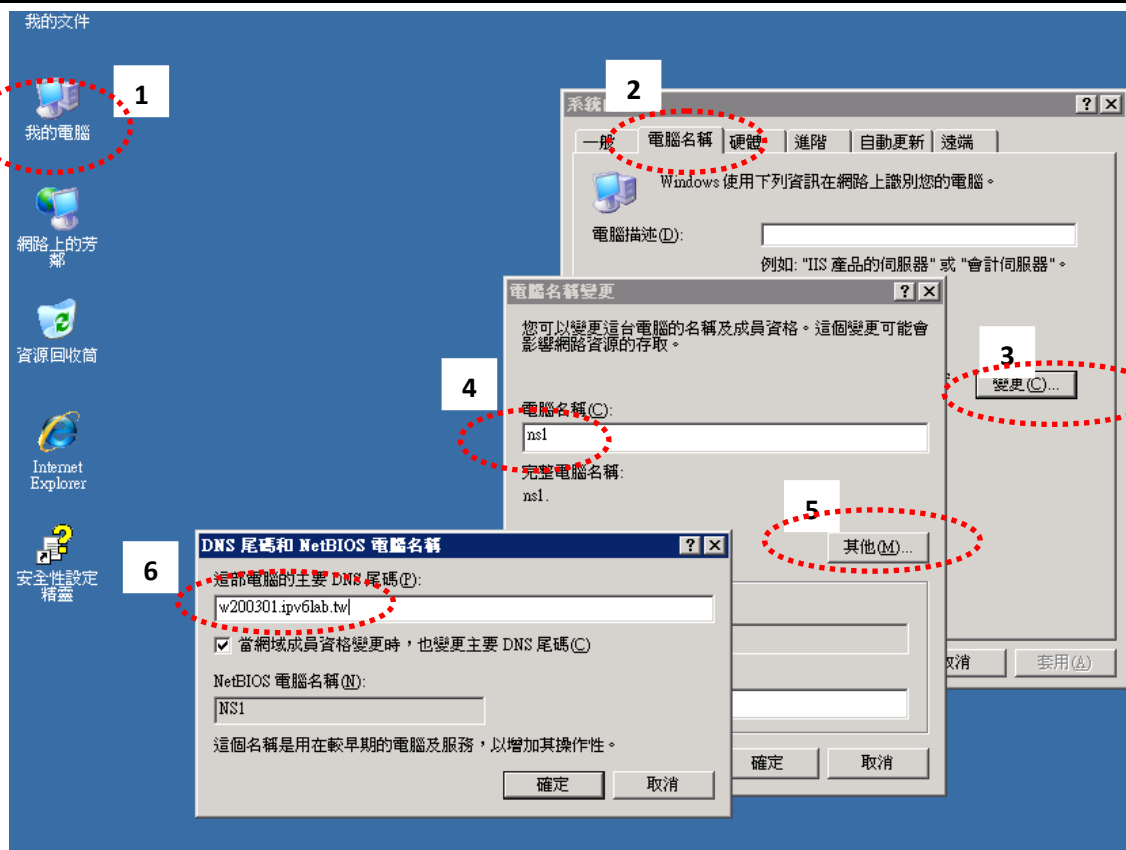 我的文件
1
我的電腦
網路上的芳
鄰
資源回收筒
Internet
Explorer
安全性設定
精靈
2
系統
一般
電腦名稱
硬體
進階
自動更新
遠端
Windows 使用下列資訊在網路上識別您的電腦。
電腦描述(D):
例如: "IIS 產品的伺服器" 或 "會計伺服器"。
3
變更(C)...
取消
套用(A)
電腦名稱變更
您可以變更這台電腦的名稱及成員資格。這個變更可能會
影響網路資源的存取。
4
電腦名稱(C):
ns1
完整電腦名稱:
ns1.
5
其他(M)...
確定
取消
6
DNS 尾碼和 NetBIOS 電腦名稱
這部電腦的主要 DNS 尾碼(P):
w200301.ipv6lab.tw
當網域成員資格變更時，也變更主要 DNS 尾碼(C)
NetBIOS 電腦名稱(N):
NS1
這個名稱是用在較早期的電腦及服務，以增加其操作性。
確定
取消